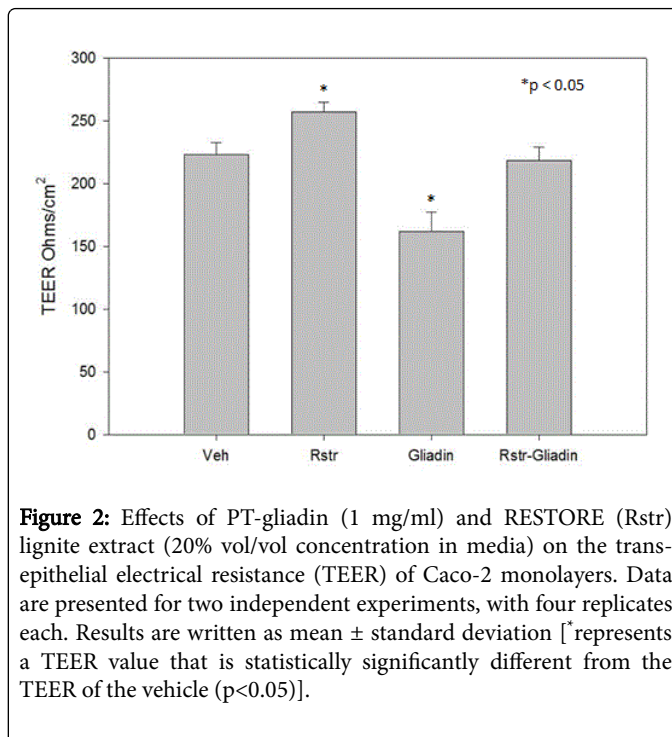 300
250
200
150
100
50
0
TEER Ohms/cm²
*
*
*p < 0.05
Veh
Rstr
Gliadin
Rstr-Gliadin
Figure 2: Effects of PT-gliadin (1 mg/ml) and RESTORE (Rstr)
lignite extract (20% vol/vol concentration in media) on the trans-
epithelial electrical resistance (TEER) of Caco-2 monolayers. Data
are presented for two independent experiments, with four replicates
each. Results are written as mean ± standard deviation [*represents
a TEER value that is statistically significantly different from the
TEER of the vehicle (p<0.05)].